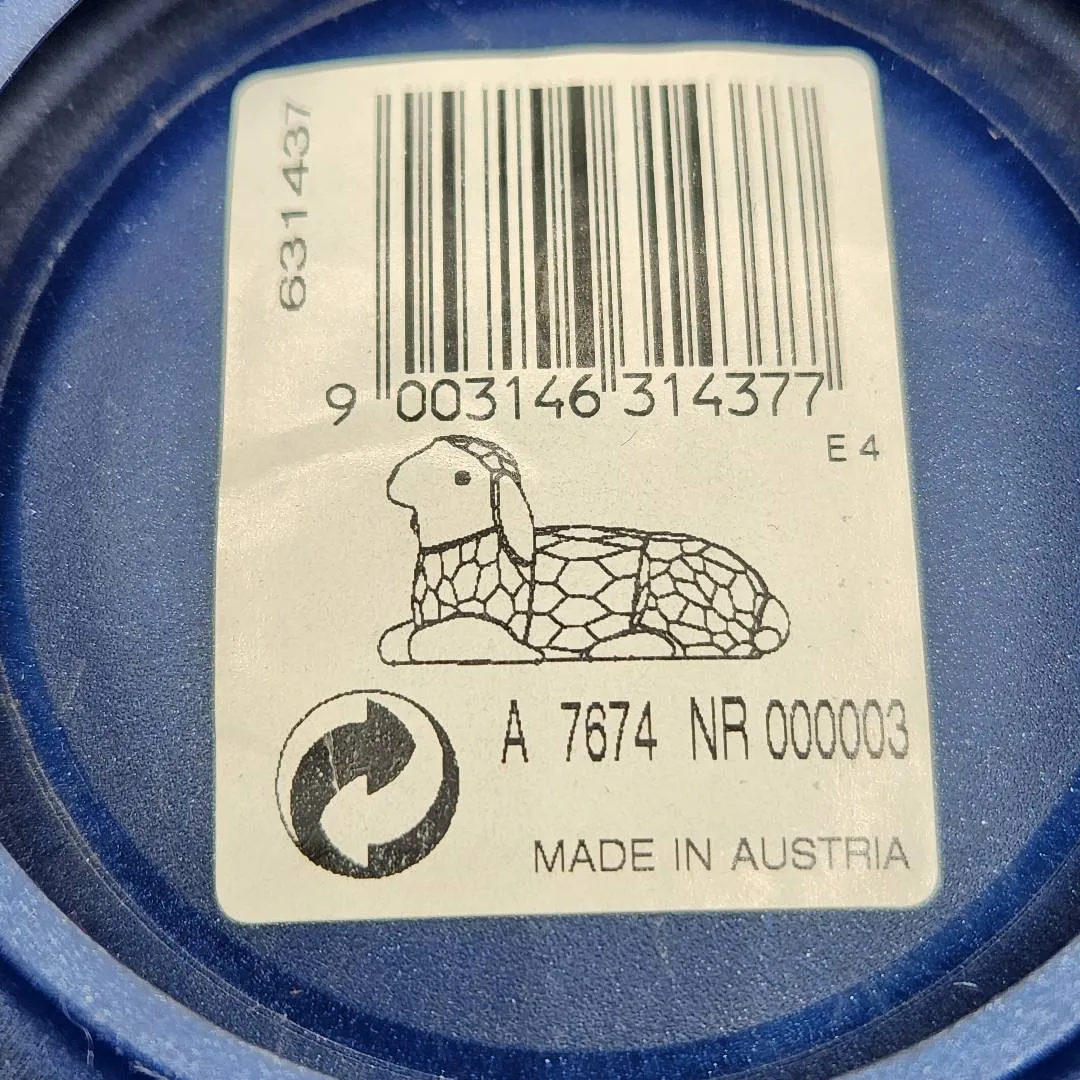 631437
9 003146 314377
E 4
A 7674 NR 000003
MADE IN AUSTRIA